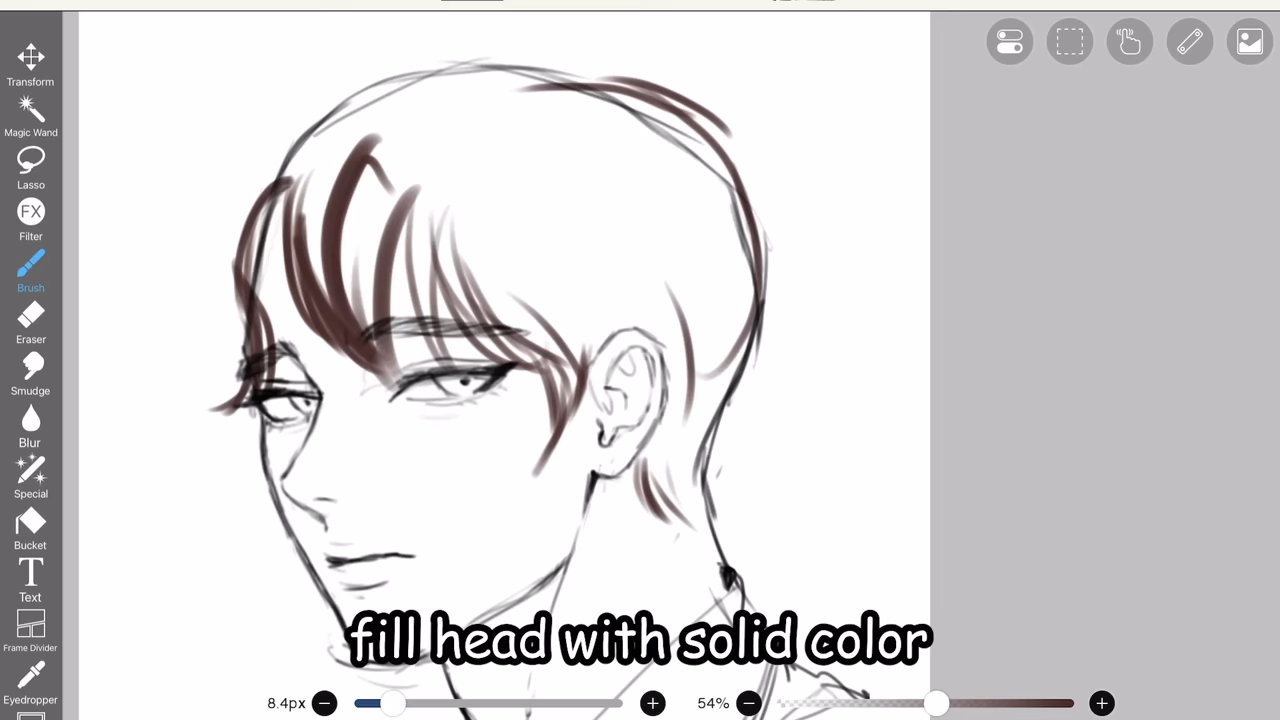 Transform
Magic Wand
Lasso
FX
Filter
Brush
Eraser
Smudge
Blur
Special
Bucket
T
Text
Frame Divider
Eyedropper
fill head with solid color
8.4px
54%